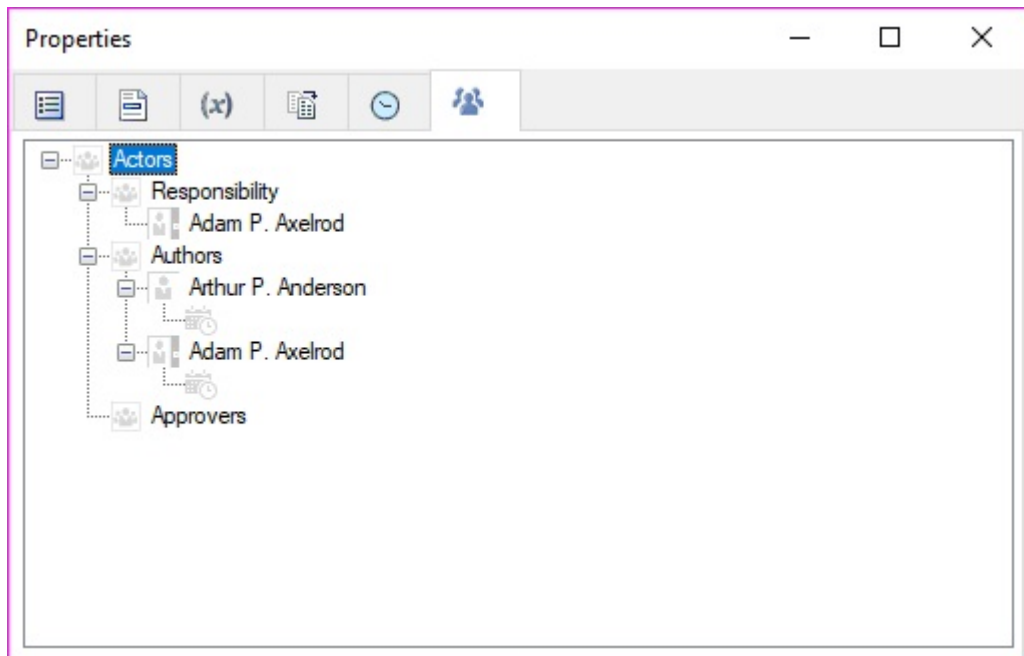 Properties
(x)
Actors
Responsibility
Adam P. Axelrod
Authors
Arthur P. Anderson
Adam P. Axelrod
Approvers